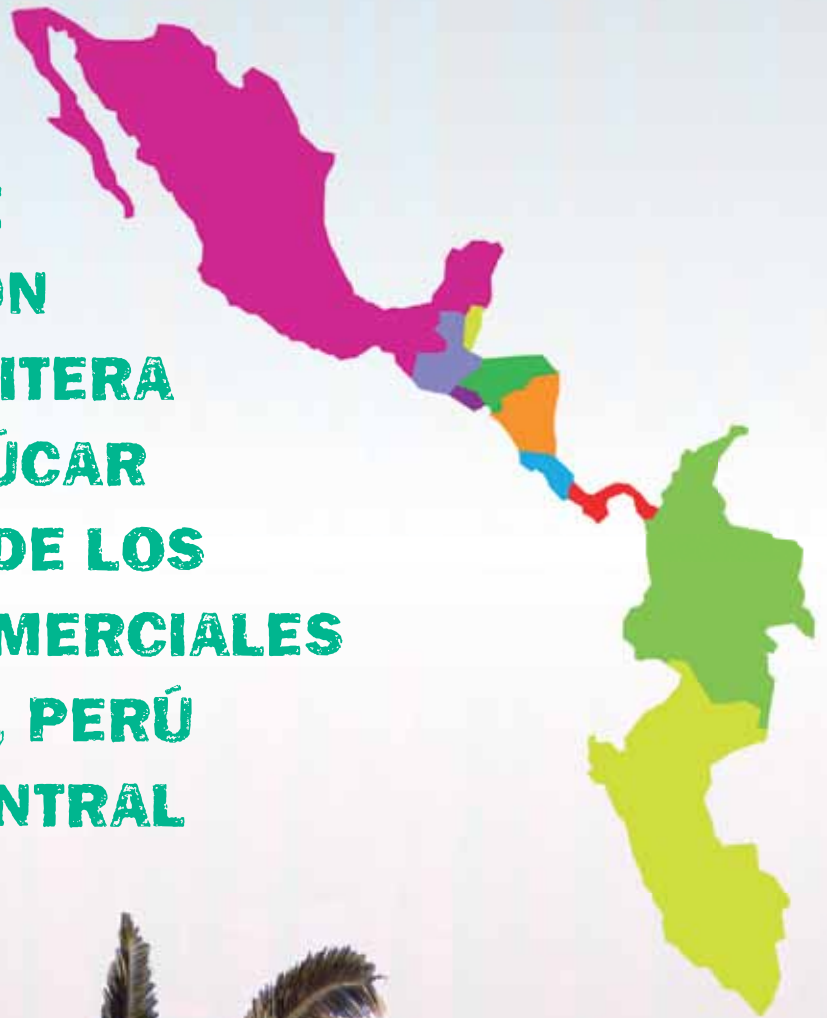 ON
ITERA
ÚCAR
DE LOS
MERCIALES
, PERÚ
NTRAL